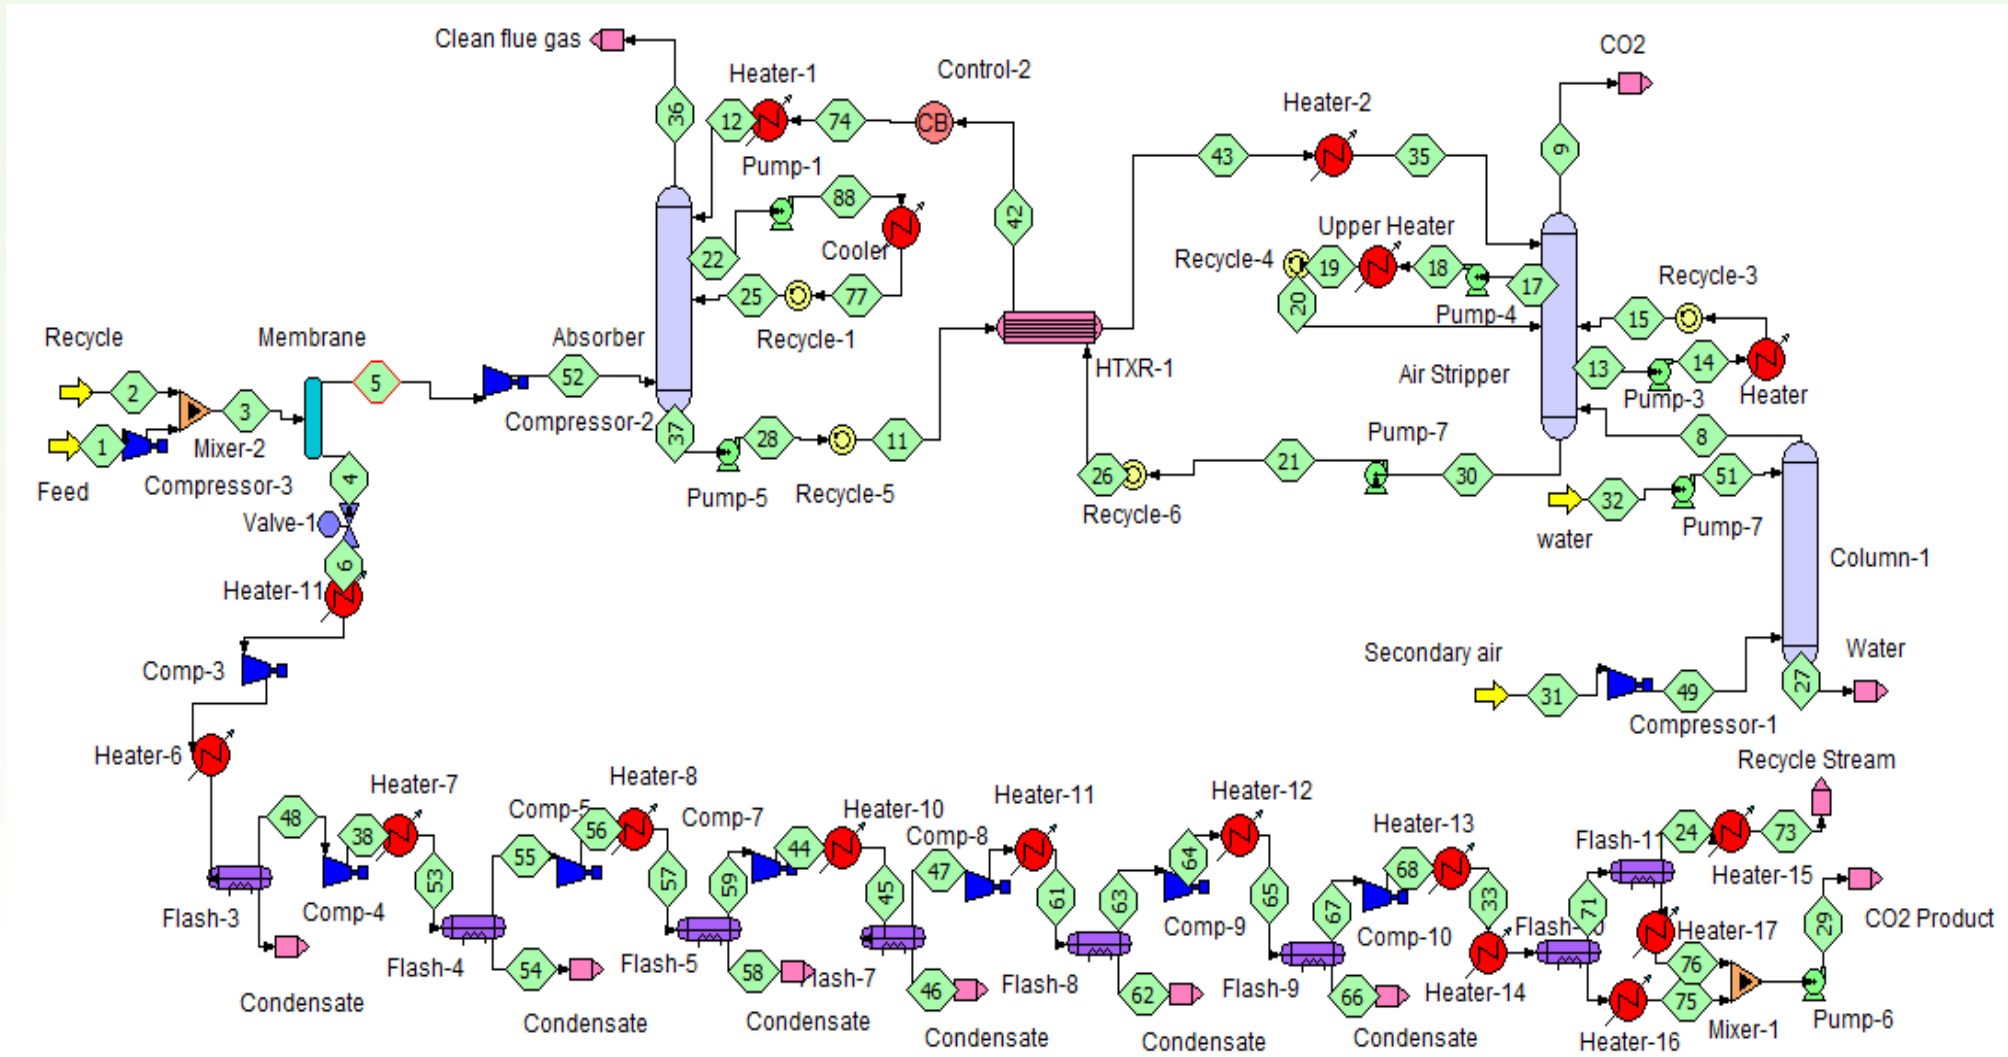 Clean flue gas
36
Heater-1
12
74
Control-2
CB
Pump-1
88
22
Cooler
25
77
Recycle-1
42
Heater-2
43
35
CO2
9
Upper Heater
Recycle-4
19
18
17
20
Pump-4
Recycle-3
15
13
14
Pump-3
Heater
Air Stripper
8
Recycle
2
Membrane
5
3
1
Mixer-2
Feed
Compressor-3
4
Valve-1
6
Heater-11
Absorber
52
Compressor-2
37
28
11
Pump-5
Recycle-5
HTXR-1
Pump-7
26
21
30
Recycle-6
32
51
water
Pump-7
Column-1
Secondary air
31
49
Compressor-1
27
Water
Comp-3
Heater-6
48
Flash-3
Condensate
38
Heater-7
Comp-4
53
Flash-4
54
Condensate
55
Comp-5
56
Heater-8
57
Flash-5
58
Condensate
59
Comp-7
44
Heater-10
45
Flash-7
46
Condensate
47
Comp-8
Heater-11
61
Flash-8
62
Condensate
63
Comp-9
64
Heater-12
65
Flash-9
66
Condensate
67
Comp-10
68
Heater-13
33
Heater-14
71
Flash-11
24
Heater-15
73
Recycle Stream
Heater-17
76
Heater-16
75
Mixer-1
Pump-6
29
CO2 Product